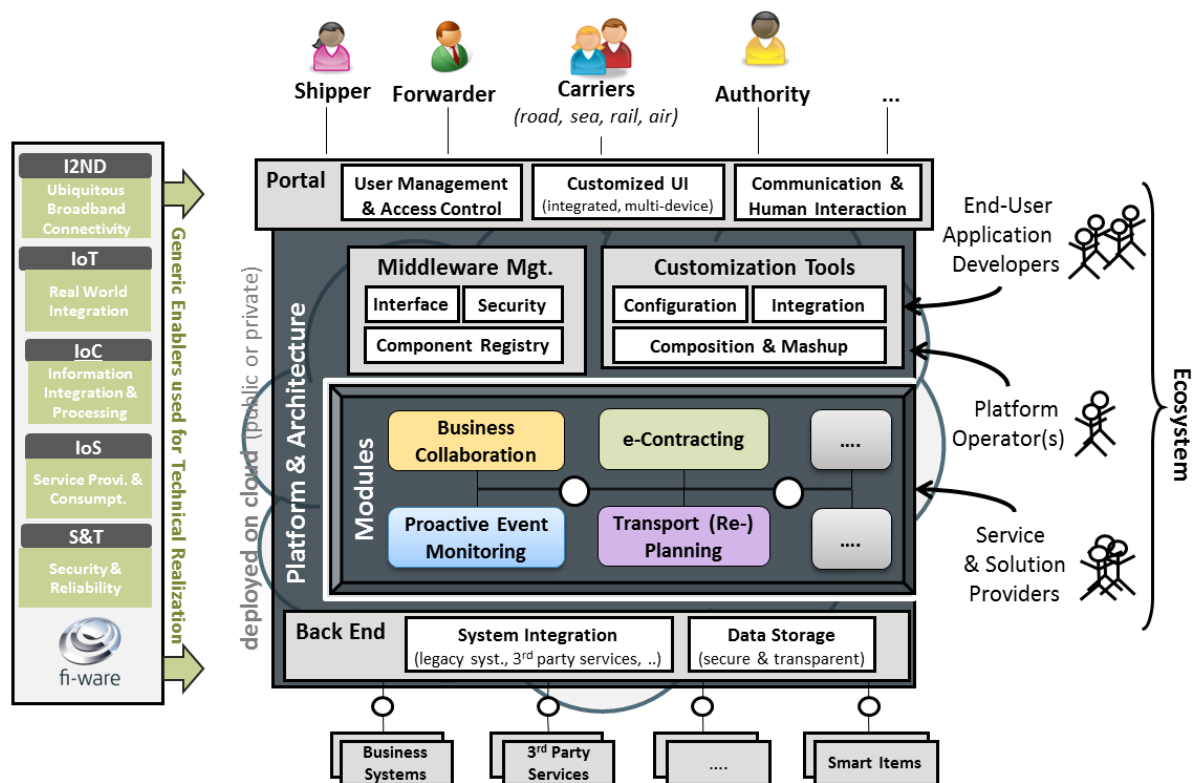 Shipper
Forwarder
Carriers
(road, sea, rail, air)
Authority
...
I2ND
Ubiquitous
Broadband
Connectivity
IoT
Real World
Integration
IoC
Information
Integration &
Processing
IoS
Service Provi. &
Consumpt.
S&T
Security &
Reliability
fi-ware
Generic Enablers used for Technical Realization
deployed on cloud (public or private)
Platform & Architecture
Portal
User Management
& Access Control
Customized UI
(integrated, multi-device)
Communication &
Human Interaction
Middleware Mgt.
Interface
Security
Component Registry
Customization Tools
Configuration
Integration
Composition & Mashup
Modules
Business
Collaboration
e-Contracting
....
Proactive Event
Monitoring
Transport (Re-)
Planning
....
Back End
System Integration
(legacy syst., 3rd party services, ..)
Data Storage
(secure & transparent)
Business
Systems
3rd Party
Services
....
Smart Items
End-User
Application
Developers
Platform
Operator(s)
Service
& Solution
Providers
Ecosystem